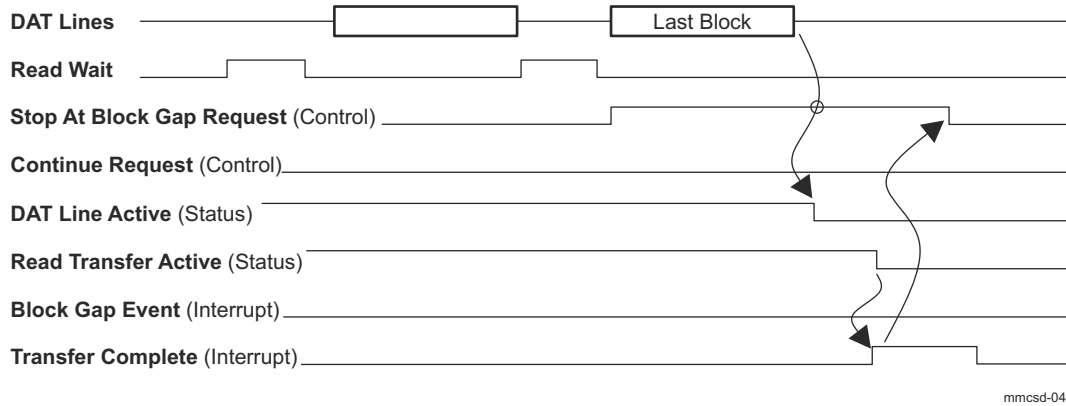 DAT Lines
Last Block
Read Wait
Stop At Block Gap Request (Control)
Continue Request (Control)
DAT Line Active (Status)
Read Transfer Active (Status)
Block Gap Event (Interrupt)
Transfer Complete (Interrupt)
mmcsd-04